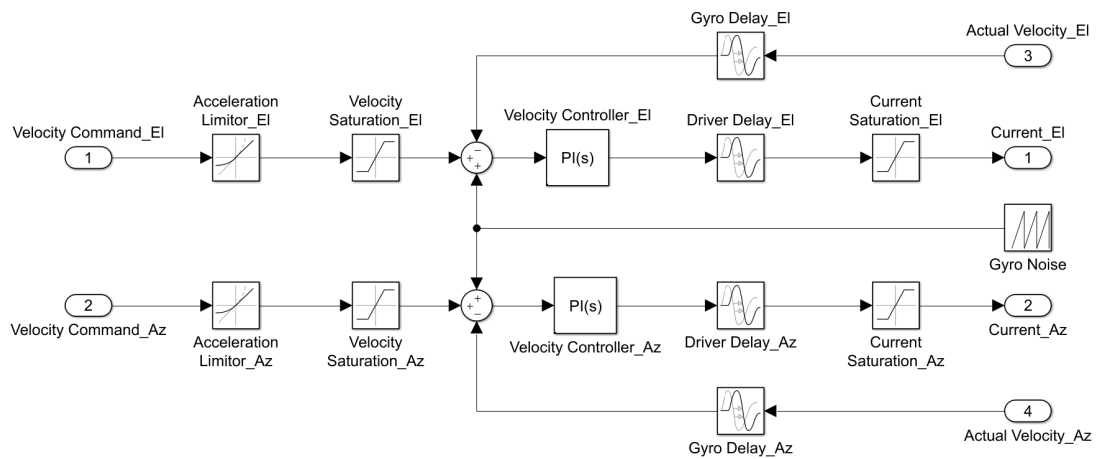 Gyro Delay_El
Actual Velocity_El
3
Acceleration
Limitor_El
Velocity
Saturation_El
Velocity Controller_El
Driver Delay_El
Current
Saturation_El
Velocity Command_El
Current_El
1
−
+
+
PI(s)
1
Gyro Noise
2
+
+
−
PI(s)
2
Velocity Command_Az
Acceleration
Limitor_Az
Velocity
Saturation_Az
Velocity Controller_Az
Driver Delay_Az
Current
Saturation_Az
Current_Az
4
Gyro Delay_Az
Actual Velocity_Az